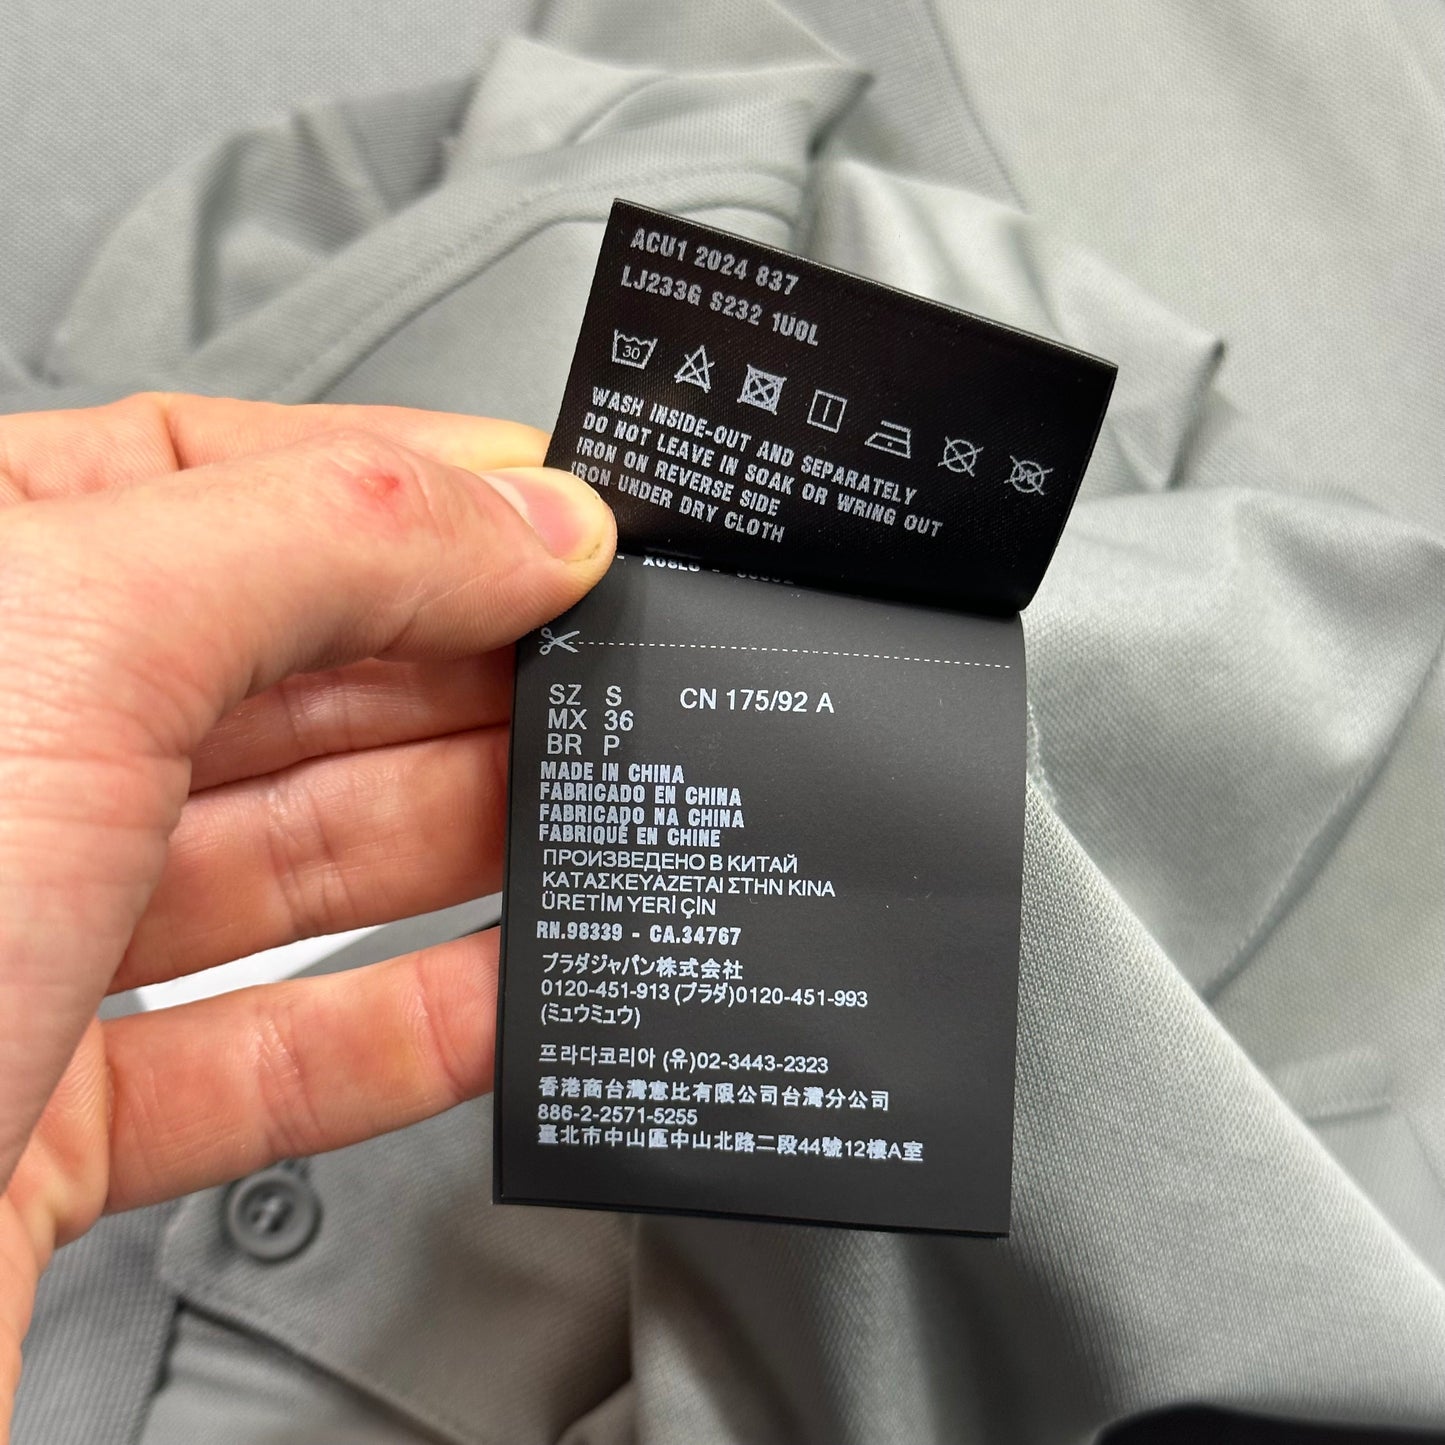 ACU1 2024 837
LJ233G S232 1U0L
30
WASH INSIDE-OUT AND SEPARATELY
DO NOT LEAVE IN SOAK OR WRING OUT
IRON ON REVERSE SIDE
IRON UNDER DRY CLOTH
SZ S CN 175/92 A
MX 36
BR P
MADE IN CHINA
FABRICADO EN CHINA
FABRICADO NA CHINA
FABRIQUÉ EN CHINE
ПРОИЗВЕДЕНО В КИТАЙ
ΚΑΤΑΣΚΕΥΑΖΕΤΑΙ ΣΤΗΝ ΚΙΝΑ
ÜRETİM YERİ ÇİN
RN.98339 - CA.34767
プラダジャパン株式会社
0120-451-913 (プラダ)0120-451-993
(ミュウミュウ)
프라다코리아 (유)02-3443-2323
香港商台灣惠比有限公司台灣分公司
886-2-2571-5255
臺北市中山區中山北路二段44號12樓A室